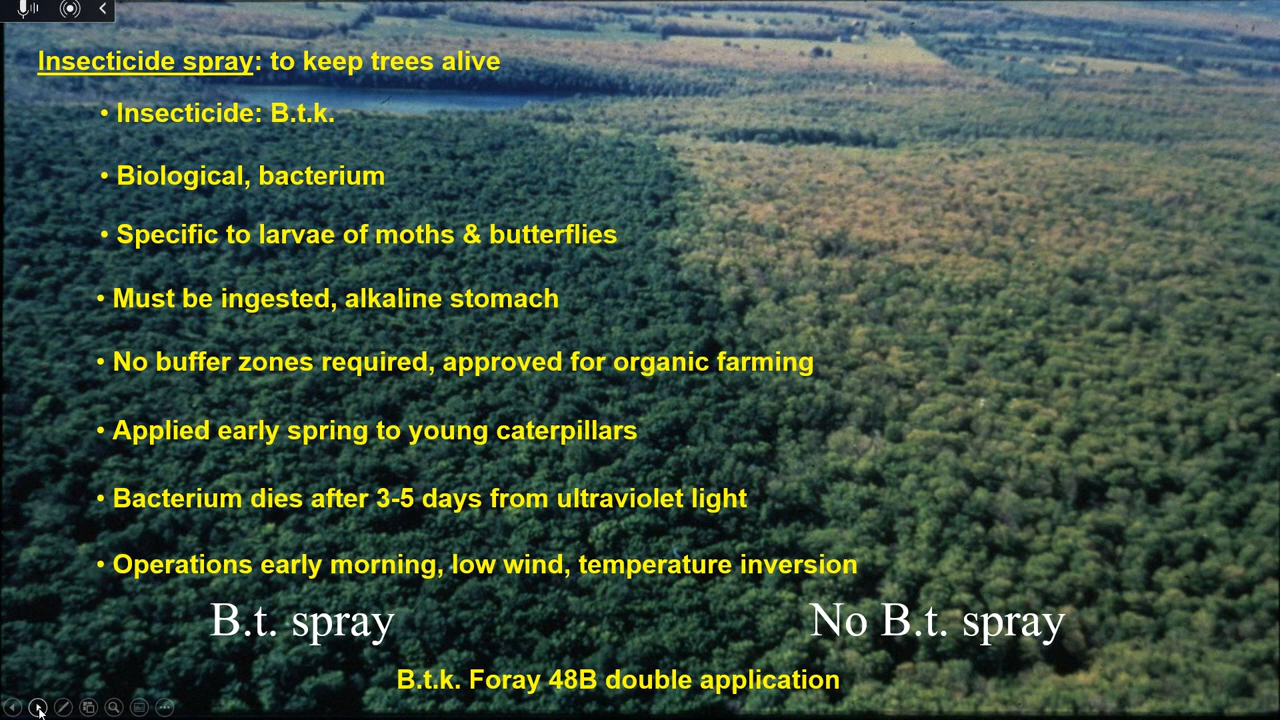 Insecticide spray: to keep trees alive
• Insecticide: B.t.k.
• Biological, bacterium
• Specific to larvae of moths & butterflies
• Must be ingested, alkaline stomach
• No buffer zones required, approved for organic farming
• Applied early spring to young caterpillars
• Bacterium dies after 3-5 days from ultraviolet light
• Operations early morning, low wind, temperature inversion
B.t. spray No B.t. spray
B.t.k. Foray 48B double application